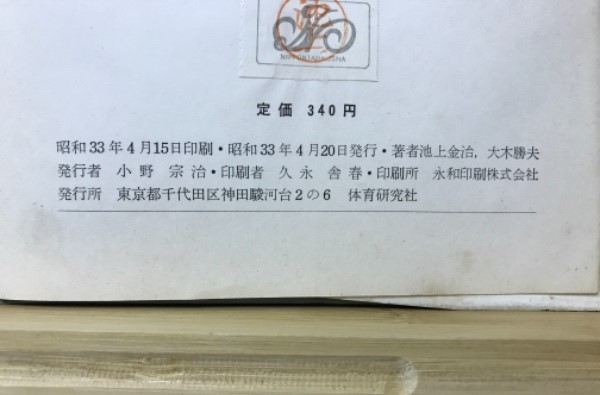 定価 340円
昭和33年4月15日印刷・昭和33年4月20日発行・著者池上金治,大木勝夫
発行者 小野宗治・印刷者 久永舎春・印刷所 永和印刷株式会社
発行所 東京都千代田区神田駿河台2の6 体育研究社